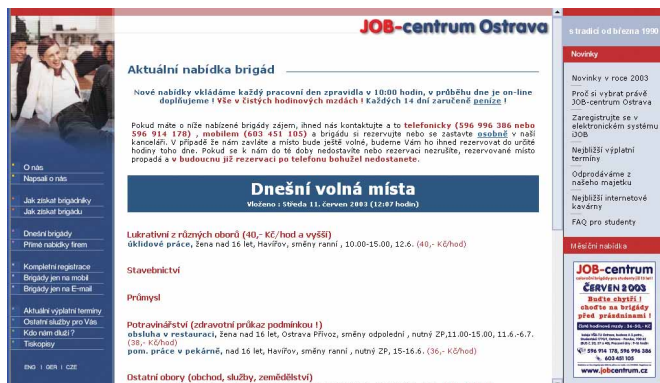 JOB-centrum Ostrava
s tradicí od března 1990
Aktuální nabídka brigád
Nové nabídky vkládáme každý pracovní den zpravidla v 10:00 hodin, v průběhu dne je on-line
doplňujeme ! Vše v čistých hodinových mzdách ! Každých 14 dní zaručeně peníze !
Pokud máte o níže nabízené brigády zájem, ihned nás kontaktujte a to telefonicky (596 996 386 nebo
596 914 178) , mobilem (603 451 105) a brigádu si rezervujte nebo se zastavte osobně v naší
kanceláři. V případě že nám zavláte a místo bude ještě volné, budeme Vám ho ihned rezervovat do určité
hodiny toho dne. Pokud se k nám do té doby nedostavíte nebo rezervaci nezrušíte, rezervované místo
propadá a v budoucnu již rezervaci po telefonu bohužel nedostanete.
Dnešní volná místa
Vloženo : Středa 11. červen 2003 (12:07 hodin)
Lukrativní z různých oborů (40,- Kč/hod a vyšší)
úklidové práce, žena nad 16 let, Havířov, směny ranní , 10.00-15.00, 12.6. (40,- Kč/hod)
Stavebnictví
Průmysl
Potravinářství (zdravotní průkaz podmínkou !)
obsluha v restauraci, žena nad 16 let, Ostrava Přívoz, směny odpolední , nutný ZP,11.00-15.00, 11.6.-6.7.
(38,- Kč/hod)
pom. práce v pekárně, nad 16 let, Havířov, směny ranní , nutný ZP, 15-16.6. (36,- Kč/hod)
Ostatní obory (obchod, služby, zemědělství)
O nás
Napsali o nás
Jak získat brigádníky
Jak získat brigádu
Dnešní brigády
Přímé nabídky firem
Kompletní registrace
Brigády jen na mobil
Brigády jen na E-mail
Aktuální výplatní termíny
Ostatní služby pro Vás
Kdo nám dluží ?
Tiskopisy
ENG I GER I CZE
Novinky
Novinky v roce 2003
Proč si vybrat právě
JOB-centrum Ostrava
Zaregistrujte se v
elektronickém systému
iJOB
Nejbližší výplatní
termíny
Odprodáváme z
našeho majetku
Nejbližší internetové
kavárny
FAQ pro studenty
Měsíční nabídka
JOB-centrum
ČERVEN 2003
Buďte chytří !
choďte na brigády
před prázdninami !
596 914 178, 596 996 386
603 451 105
www.jobcentrum.cz